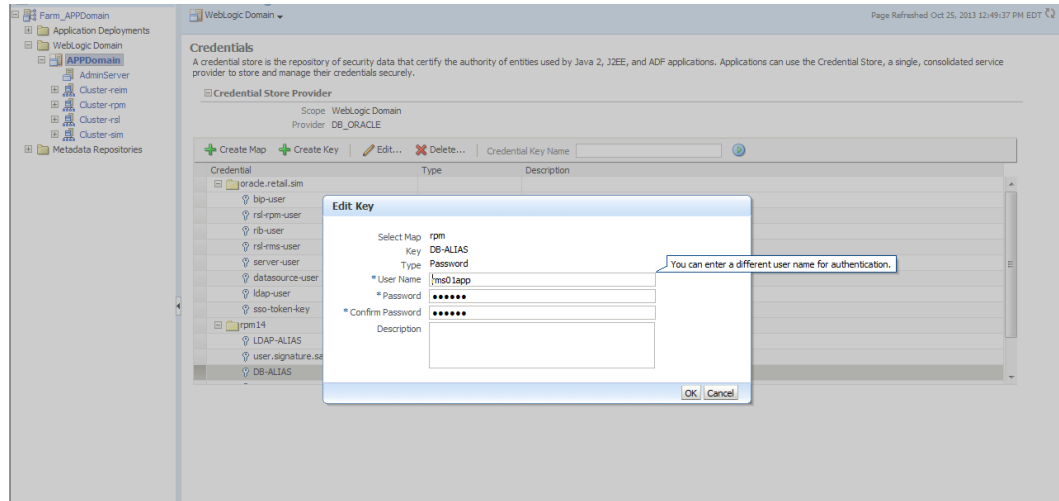 Farm_APPDomain
Application Deployments
WebLogic Domain
APPDomain
AdminServer
Cluster-reim
Cluster-rpm
Cluster-rsl
Cluster-sim
Metadata Repositories
WebLogic Domain
Page Refreshed Oct 25, 2013 12:49:37 PM EDT
Credentials
A credential store is the repository of security data that certify the authority of entities used by Java 2, J2EE, and ADF applications. Applications can use the Credential Store, a single, consolidated service
provider to store and manage their credentials securely.
Credential Store Provider
Scope WebLogic Domain
Provider DB_ORACLE
Create Map Create Key Edit... Delete... Credential Key Name
Credential Type Description
oracle.retail.sim
bip-user
rsl-rpm-user
rib-user
rsl-rms-user
server-user
datasource-user
ldap-user
sso-token-key
rpm14
LDAP-ALIAS
user.signature.sa
DB-ALIAS
Edit Key
Select Map rpm
Key DB-ALIAS
Type Password
You can enter a different user name for authentication.
* User Name rms01app
* Password ●●●●●●
* Confirm Password ●●●●●●
Description
OK Cancel